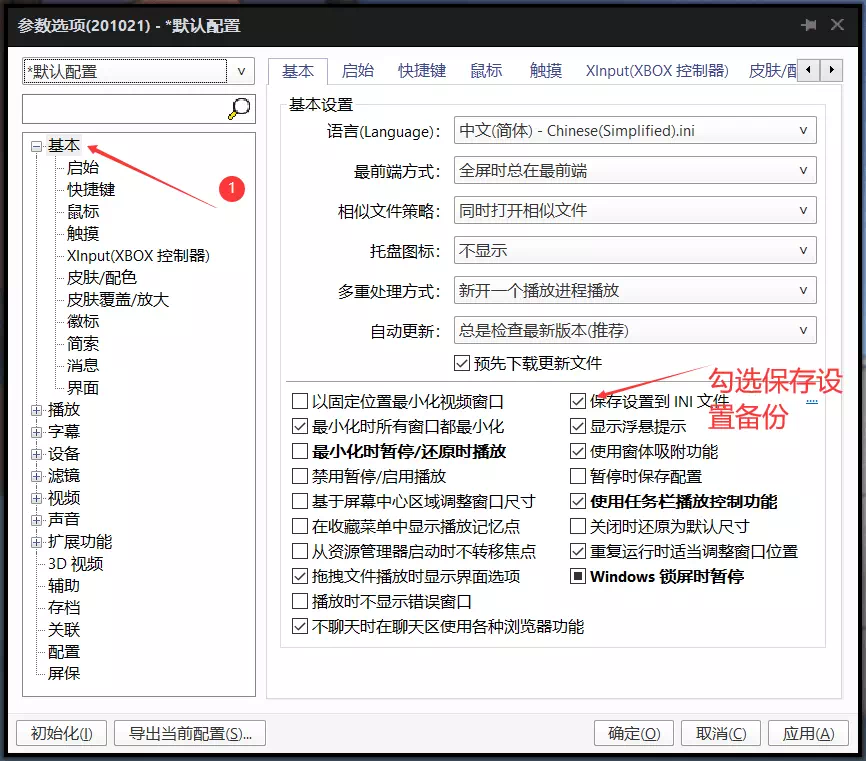 参数选项(201021) - *默认配置
*默认配置
基本 启始 快捷键 鼠标 触摸 XInput(XBOX 控制器) 皮肤/配
基本
启始
快捷键
鼠标
触摸
XInput(XBOX 控制器)
皮肤/配色
皮肤覆盖/放大
徽标
简索
消息
界面
播放
字幕
设备
滤镜
视频
声音
扩展功能
3D 视频
辅助
存档
关联
配置
屏保
1
基本设置
语言(Language): 中文(简体) - Chinese(Simplified).ini
最前端方式: 全屏时总在最前端
相似文件策略: 同时打开相似文件
托盘图标: 不显示
多重处理方式: 新开一个播放进程播放
自动更新: 总是检查最新版本(推荐)
预先下载更新文件
勾选保存设
置备份
以固定位置最小化视频窗口
最小化时所有窗口都最小化
最小化时暂停/还原时播放
禁用暂停/启用播放
基于屏幕中心区域调整窗口尺寸
在收藏菜单中显示播放记忆点
从资源管理器启动时不转移焦点
拖拽文件播放时显示界面选项
播放时不显示错误窗口
不聊天时在聊天区使用各种浏览器功能
保存设置到 INI 文件 ....
显示浮悬提示
使用窗体吸附功能
暂停时保存配置
使用任务栏播放控制功能
关闭时还原为默认尺寸
重复运行时适当调整窗口位置
Windows 锁屏时暂停
初始化(I) 导出当前配置(S)... 确定(O) 取消(C) 应用(A)